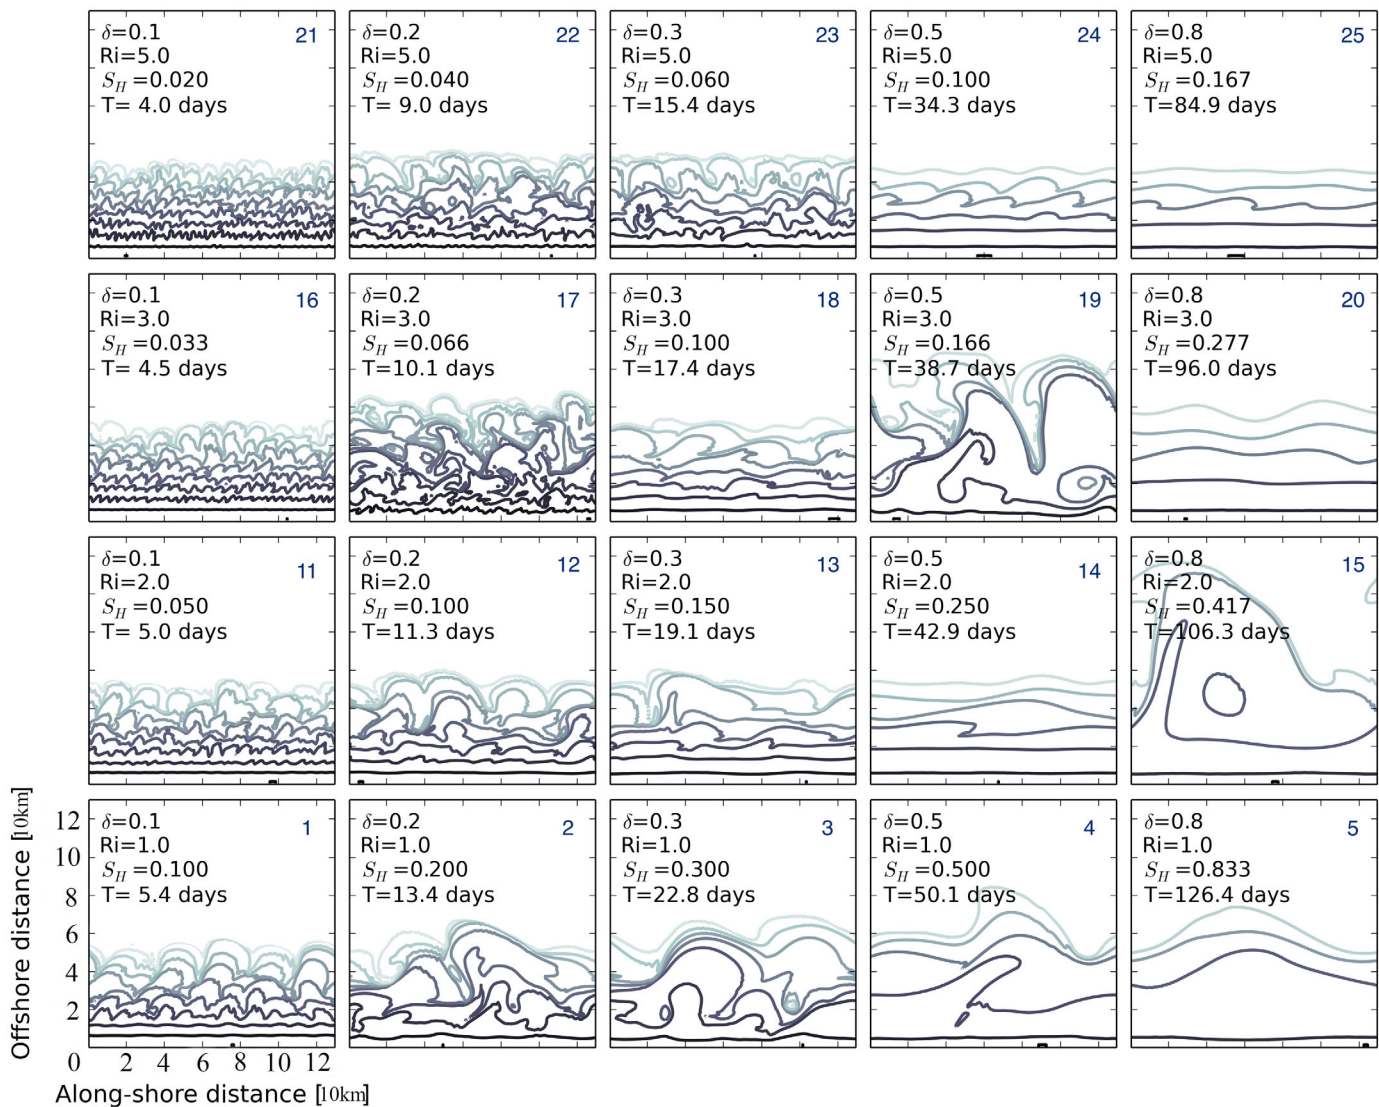 δ=0.1 21
Ri=5.0
S_H=0.020
T= 4.0 days
δ=0.2 22
Ri=5.0
S_H=0.040
T= 9.0 days
δ=0.3 23
Ri=5.0
S_H=0.060
T=15.4 days
δ=0.5 24
Ri=5.0
S_H=0.100
T=34.3 days
δ=0.8 25
Ri=5.0
S_H=0.167
T=84.9 days
δ=0.1 16
Ri=3.0
S_H=0.033
T= 4.5 days
δ=0.2 17
Ri=3.0
S_H=0.066
T=10.1 days
δ=0.3 18
Ri=3.0
S_H=0.100
T=17.4 days
δ=0.5 19
Ri=3.0
S_H=0.166
T=38.7 days
δ=0.8 20
Ri=3.0
S_H=0.277
T=96.0 days
δ=0.1 11
Ri=2.0
S_H=0.050
T= 5.0 days
δ=0.2 12
Ri=2.0
S_H=0.100
T=11.3 days
δ=0.3 13
Ri=2.0
S_H=0.150
T=19.1 days
δ=0.5 14
Ri=2.0
S_H=0.250
T=42.9 days
δ=0.8 15
Ri=2.0
S_H=0.417
T=106.3 days
δ=0.1 1
Ri=1.0
S_H=0.100
T= 5.4 days
δ=0.2 2
Ri=1.0
S_H=0.200
T=13.4 days
δ=0.3 3
Ri=1.0
S_H=0.300
T=22.8 days
δ=0.5 4
Ri=1.0
S_H=0.500
T=50.1 days
δ=0.8 5
Ri=1.0
S_H=0.833
T=126.4 days
Offshore distance [10km]
12
10
8
6
4
2
0 2 4 6 8 10 12
Along-shore distance [10km]